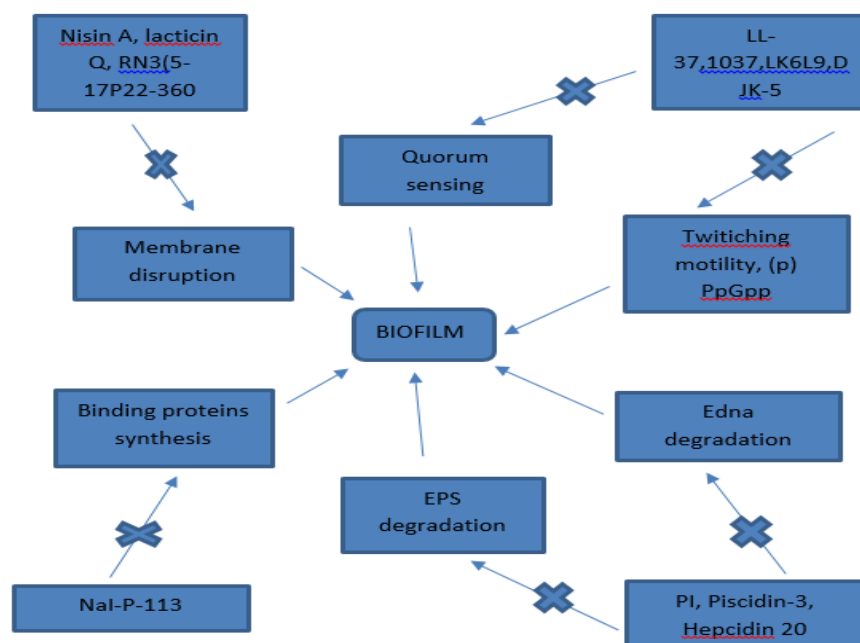 Nisin A, lacticin
Q, RN3(5-
17P22-360
LL-
37,1037,LK6L9,D
JK-5
Quorum
sensing
Membrane
disruption
Twitiching
motility, (p)
PpGpp
BIOFILM
Binding proteins
synthesis
Edna
degradation
EPS
degradation
NaI-P-113
PI, Piscidin-3,
Hepcidin 20